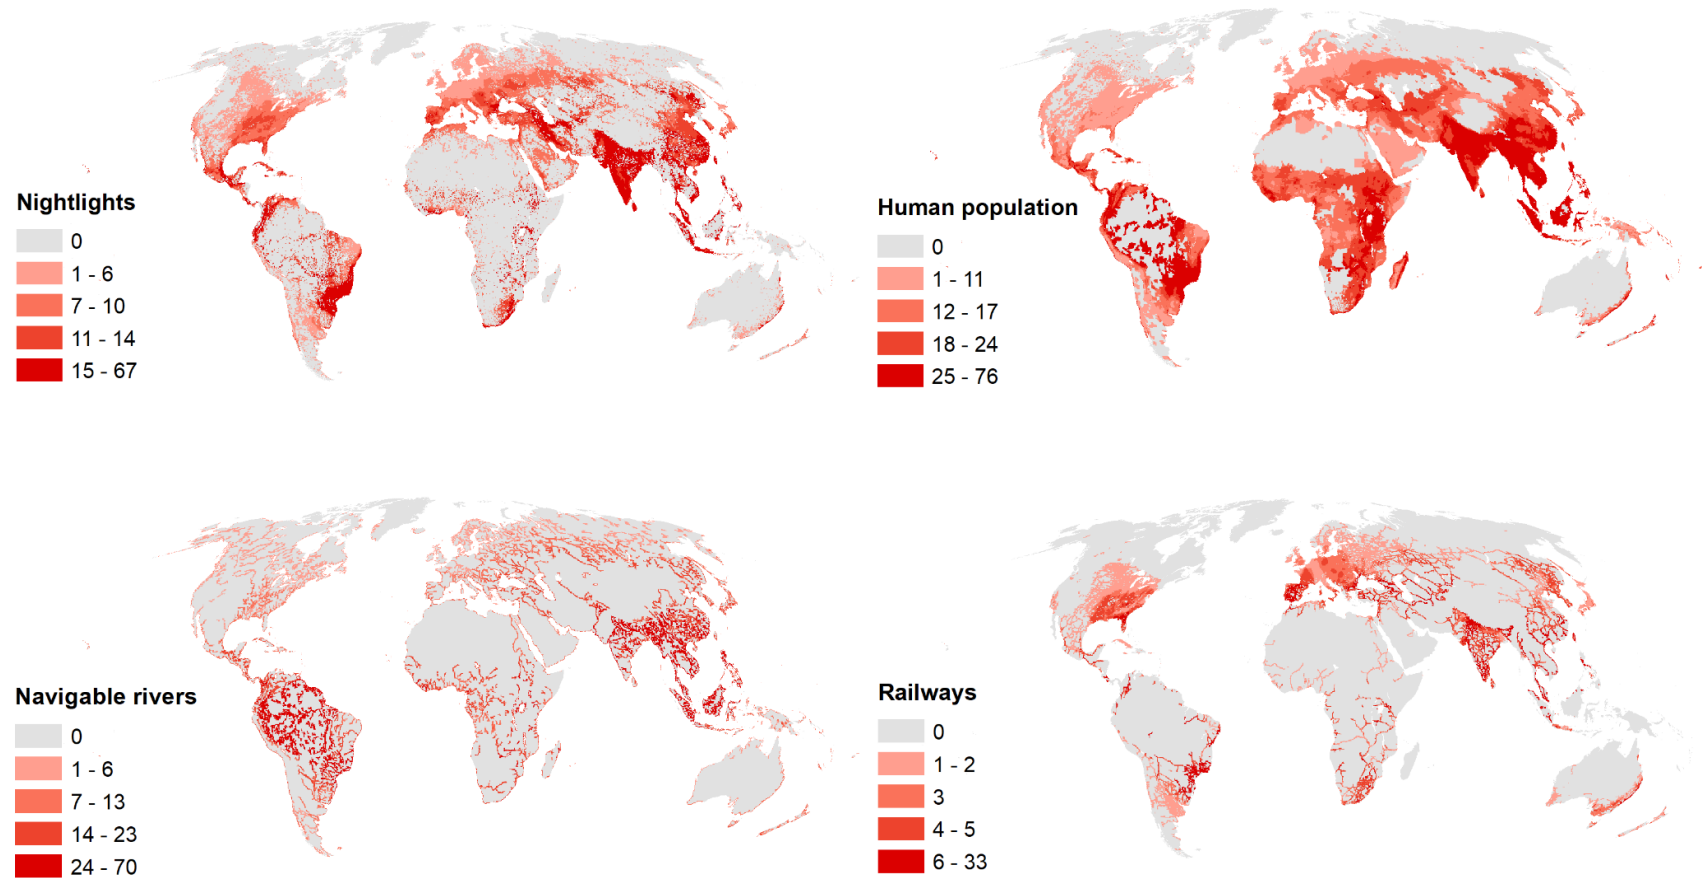 Nightlights
0
1 - 6
7 - 10
11 - 14
15 - 67
Human population
0
1 - 11
12 - 17
18 - 24
25 - 76
Navigable rivers
0
1 - 6
7 - 13
14 - 23
24 - 70
Railways
0
1 - 2
3
4 - 5
6 - 33